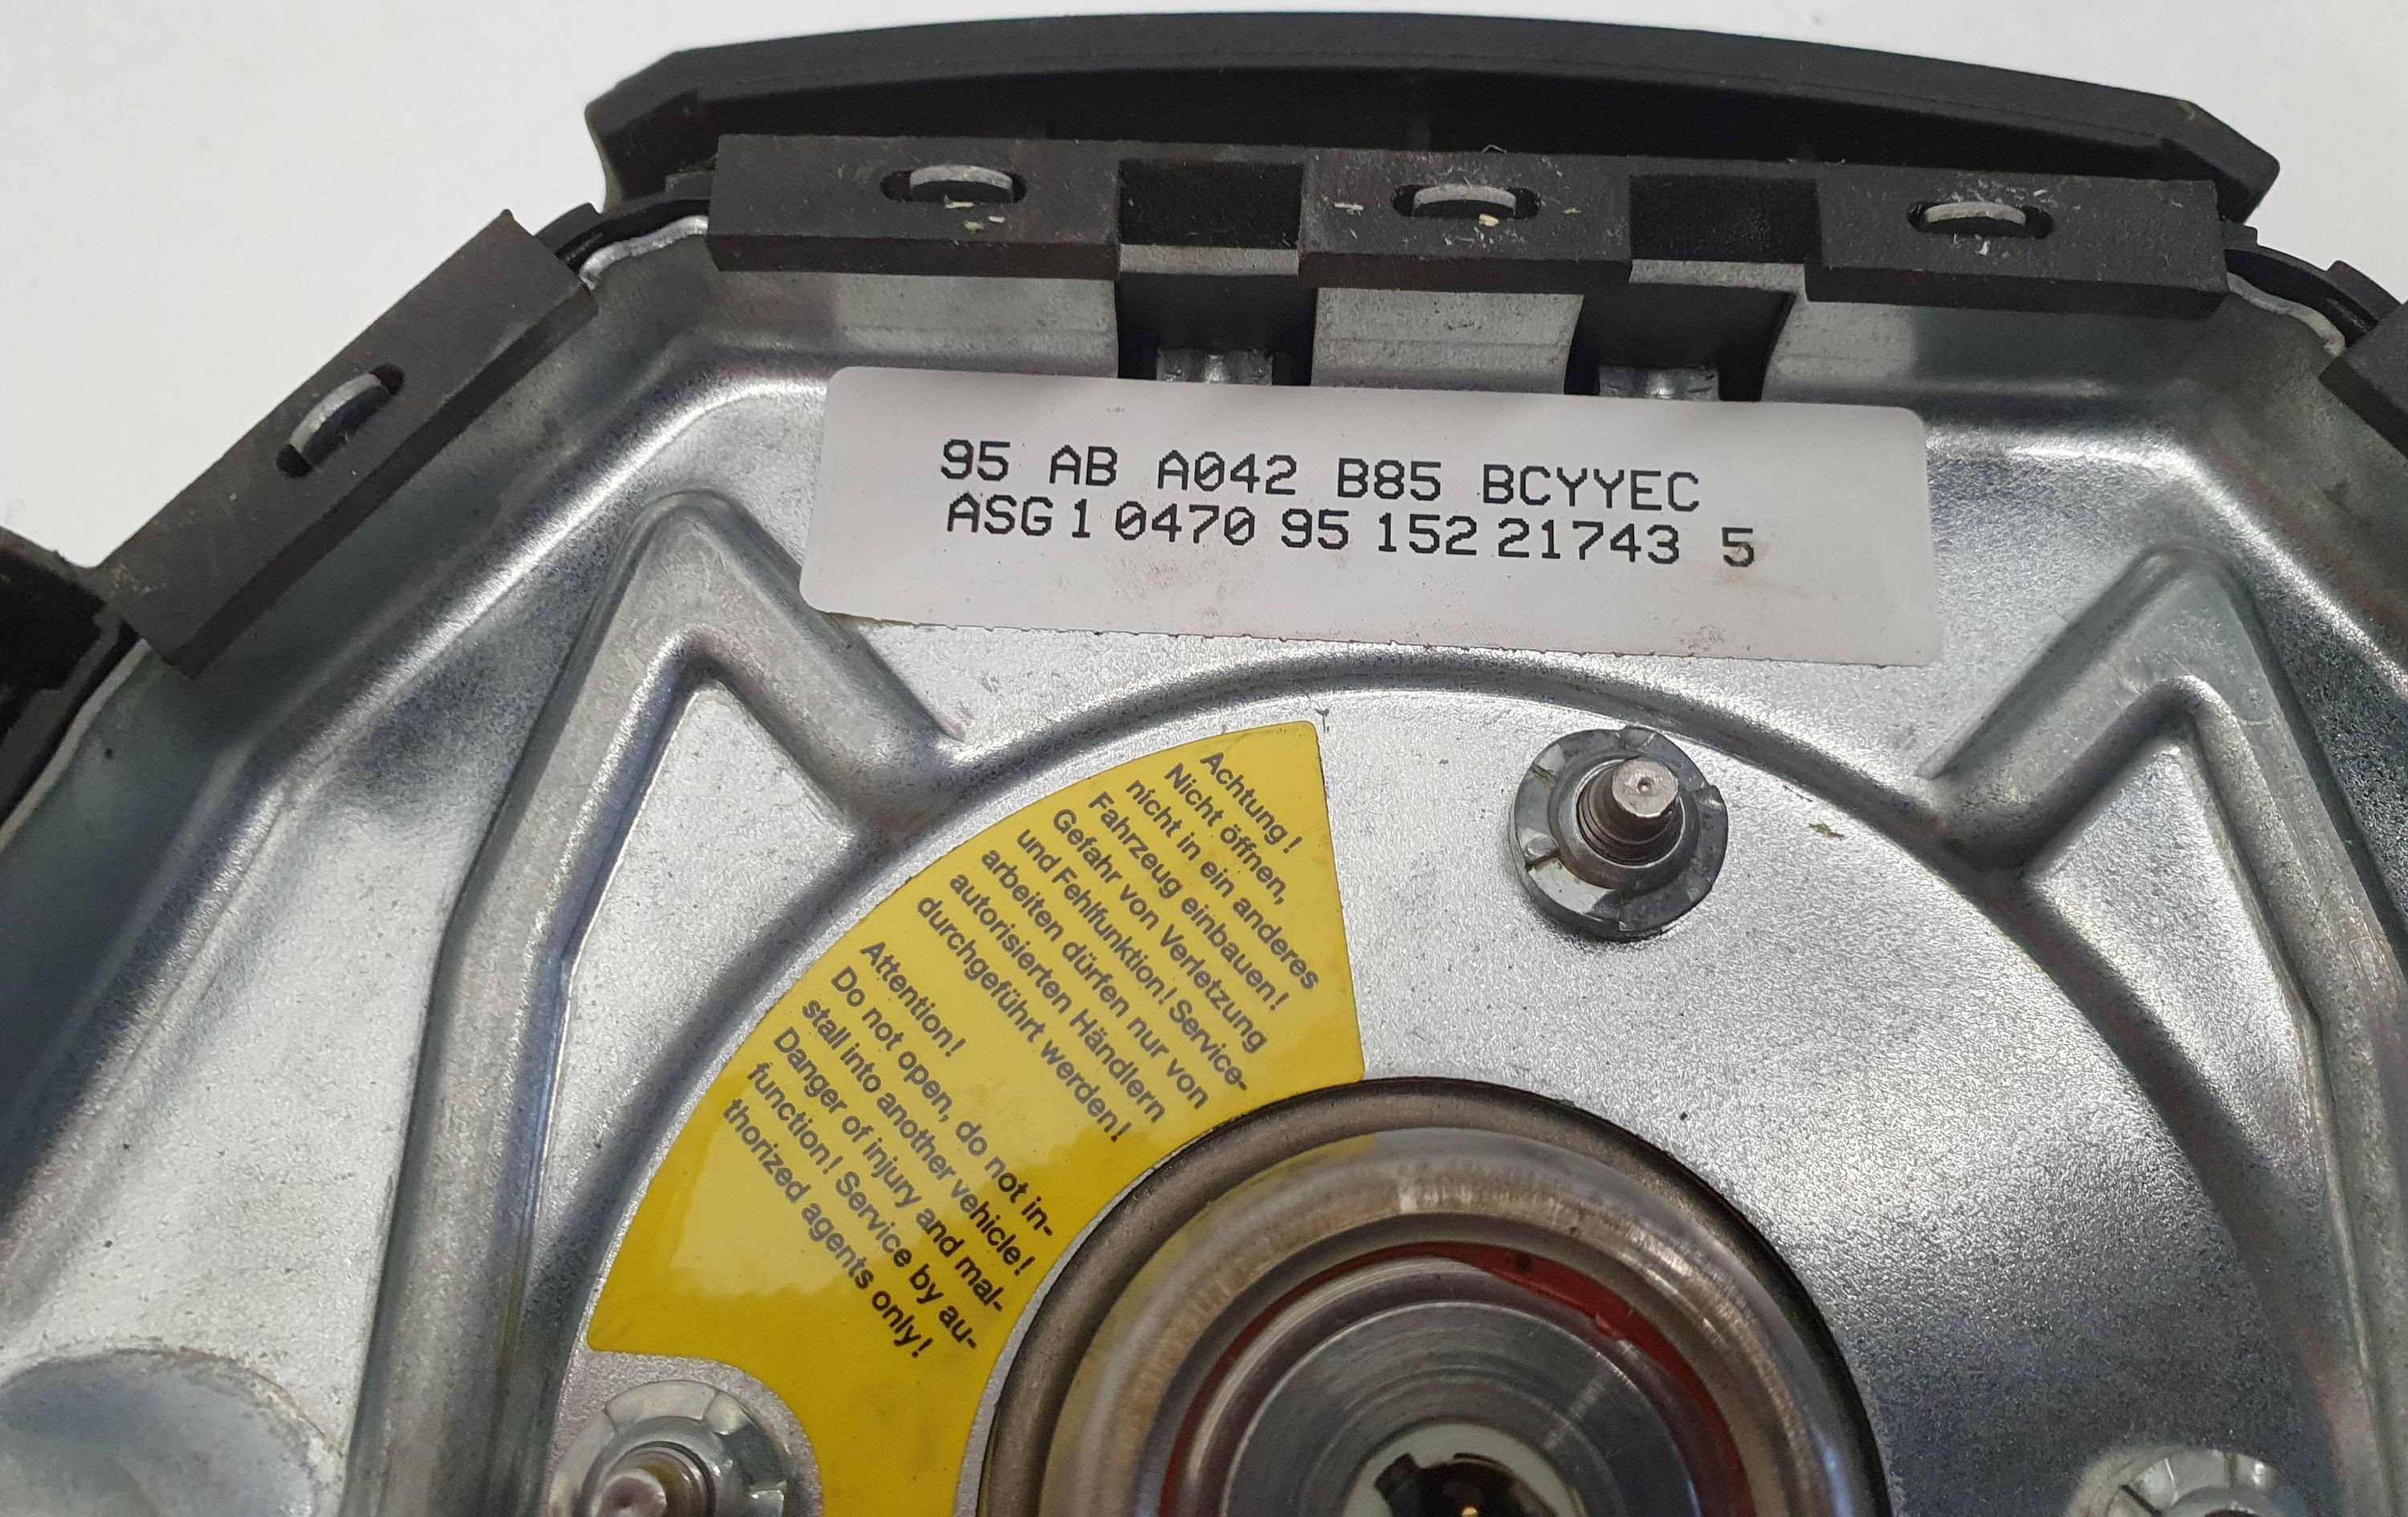 95 AB A042 B85 BCYYEC
ASG 1 0470 95 152 21743 5
Achtung!
Nicht öffnen,
nicht in ein anderes
Fahrzeug einbauen!
Gefahr von Verletzung
und Fehlfunktion! Service-
arbeiten dürfen nur von
autorisierten Händlern
durchgeführt werden!
Attention!
Do not open, do not in-
stall into another vehicle!
Danger of injury and mal-
function! Service by au-
thorized agents only!